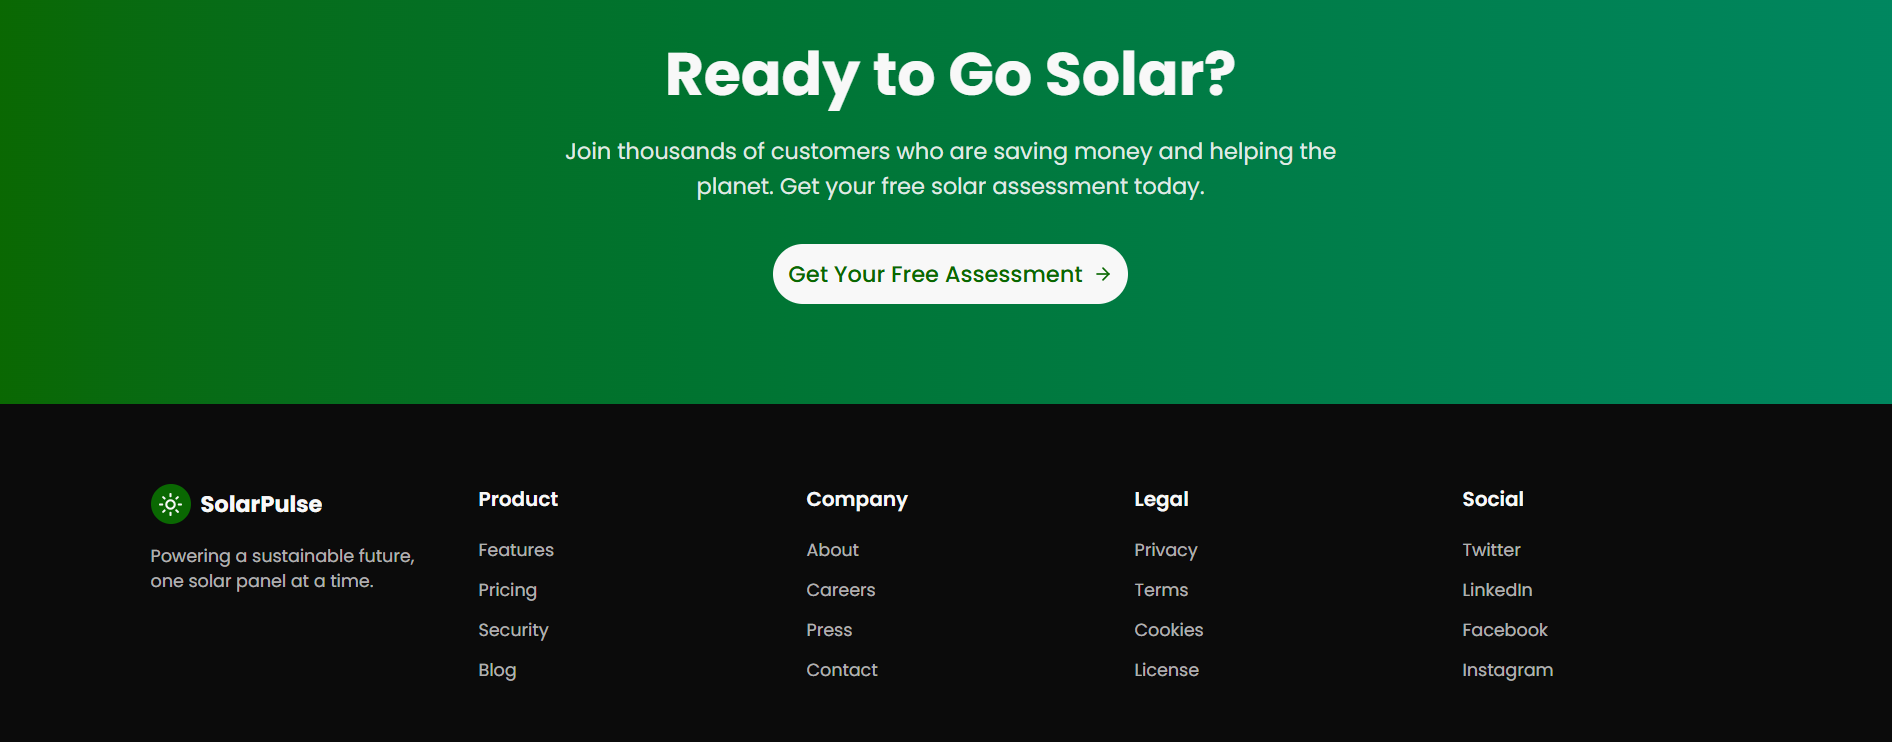 Ready to Go Solar?
Join thousands of customers who are saving money and helping the
planet. Get your free solar assessment today.
Get Your Free Assessment →
SolarPulse
Powering a sustainable future,
one solar panel at a time.
Product
Features
Pricing
Security
Blog
Company
About
Careers
Press
Contact
Legal
Privacy
Terms
Cookies
License
Social
Twitter
LinkedIn
Facebook
Instagram